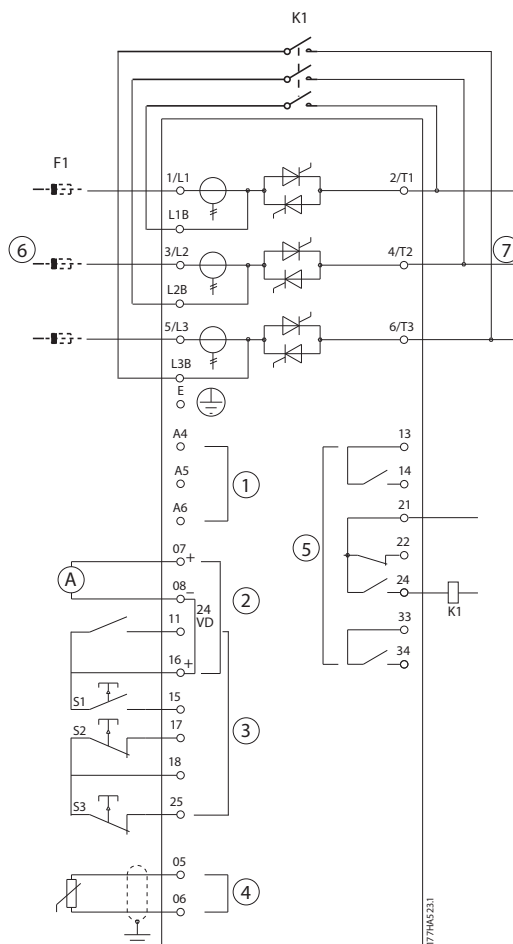 K1
F1
1/L1
2/T1
L1B
6
3/L2
4/T2
7
L2B
5/L3
6/T3
L3B
E
A4
13
A5
1
14
A6
21
07 +
5
22
A
08 –
2
24
24
VD
K1
11
33
16 +
34
S1
15
S2
17
3
18
S3
25
05
4
06
177HA523.1